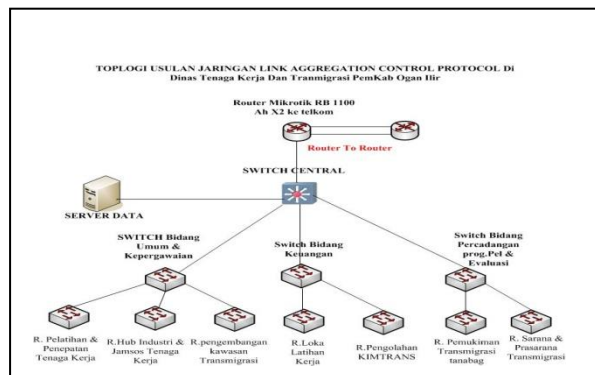 TOPLOGI USULAN JARINGAN LINK AGGREGATION CONTROL PROTOCOL Di
Dinas Tenaga Kerja Dan Tranmigrasi PemKab Ogan Ilir
Router Mikrotik RB 1100
Ah X2 ke telkom
Router To Router
SWITCH CENTRAL
SERVER DATA
SWITCH Bidang
Umum &
Kepergawaian
Switch Bidang
Keuangan
Switch Bidang
Percadangan
prog.Pel &
Evaluasi
R. Pelatihan &
Penepatan
Tenaga Kerja
R.Hub Industri &
Jamsos Tenaga
Kerja
R.pengembangan
kawasan
Transmigrasi
R.Loka
Latihan
Kerja
R.Pengolahan
KIMTRANS
R. Pemukiman
Transmigrasi
tanabag
R. Sarana &
Prasarana
Transmigrasi